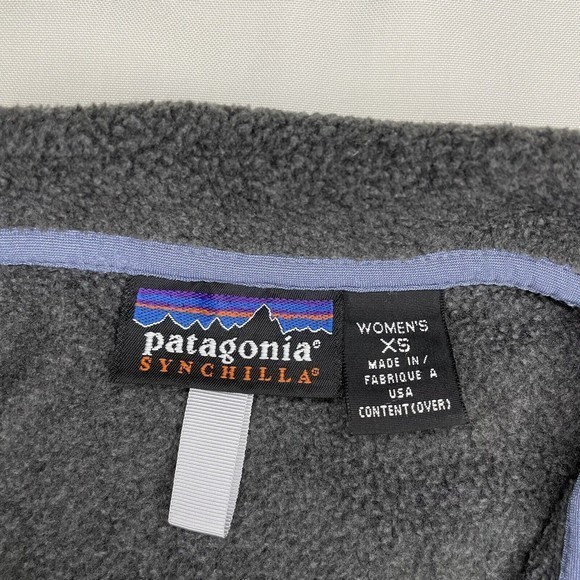 patagonia®
SYNCHILLA®
WOMEN'S
XS
MADE IN/
FABRIQUE A
USA
CONTENT(OVER)